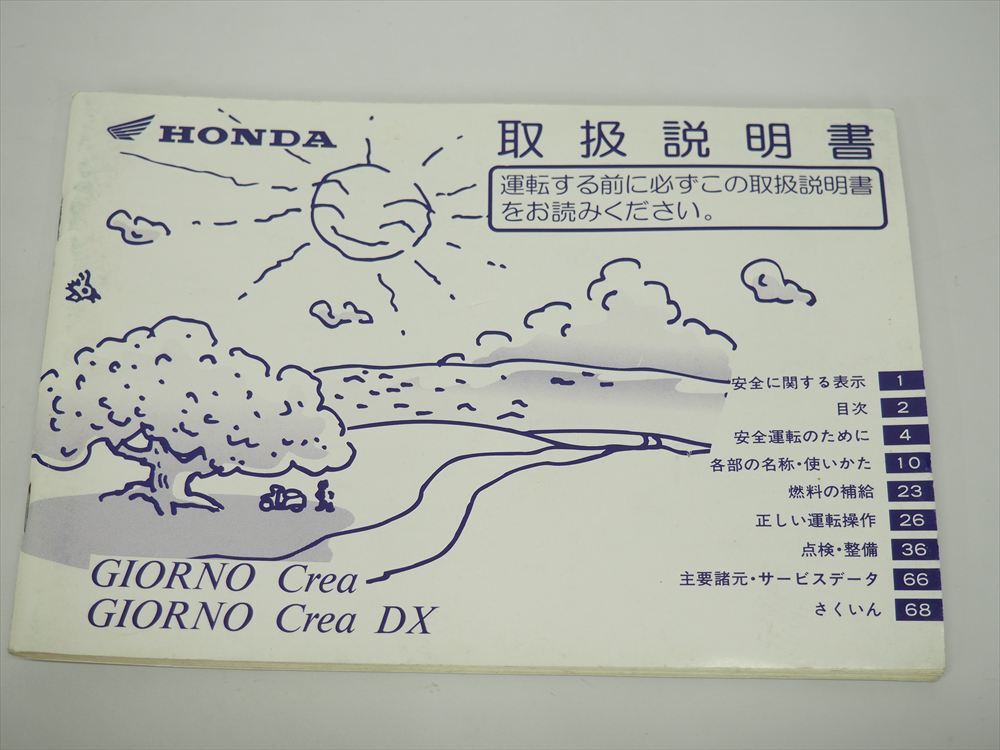 HONDA
取扱説明書
運転する前に必ずこの取扱説明書
をお読みください。
安全に関する表示 1
目次 2
安全運転のために 4
各部の名称・使いかた 10
燃料の補給 23
正しい運転操作 26
点検・整備 36
主要諸元・サービスデータ 66
さくいん 68
GIORNO Crea
GIORNO Crea DX